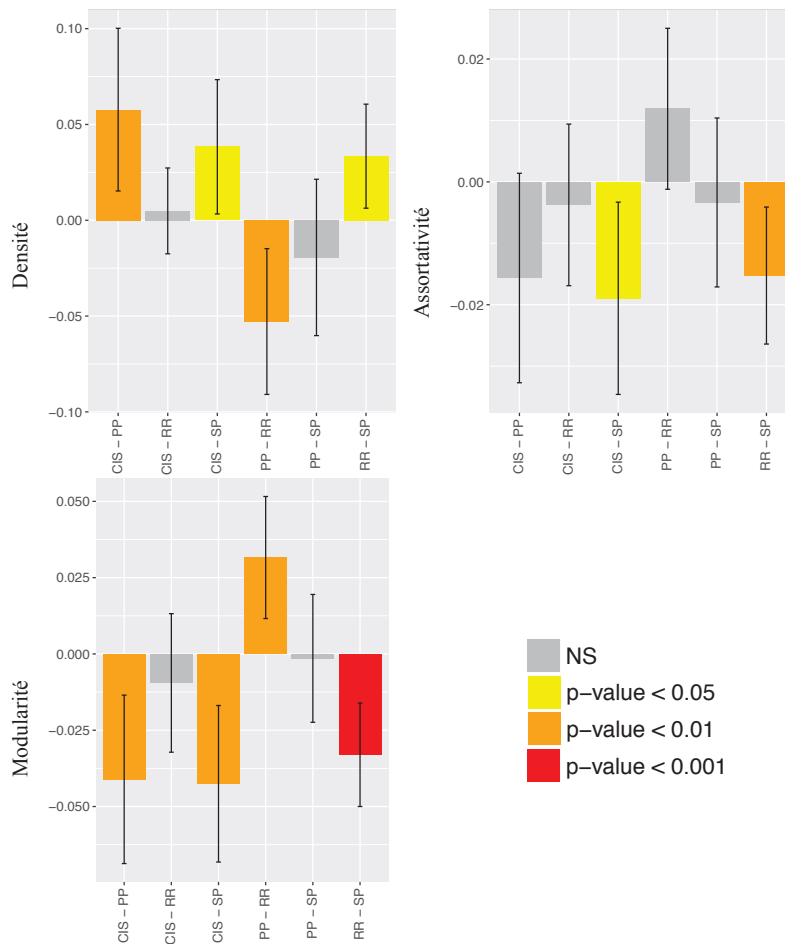 0.10
0.05
0.00
−0.05
−0.10
Densité
CIS − PP
CIS − RR
CIS − SP
PP − RR
PP − SP
RR − SP
0.02
0.00
−0.02
Assortativité
CIS − PP
CIS − RR
CIS − SP
PP − RR
PP − SP
RR − SP
0.050
0.025
0.000
−0.025
−0.050
Modularité
CIS − PP
CIS − RR
CIS − SP
PP − RR
PP − SP
RR − SP
NS
p−value < 0.05
p−value < 0.01
p−value < 0.001